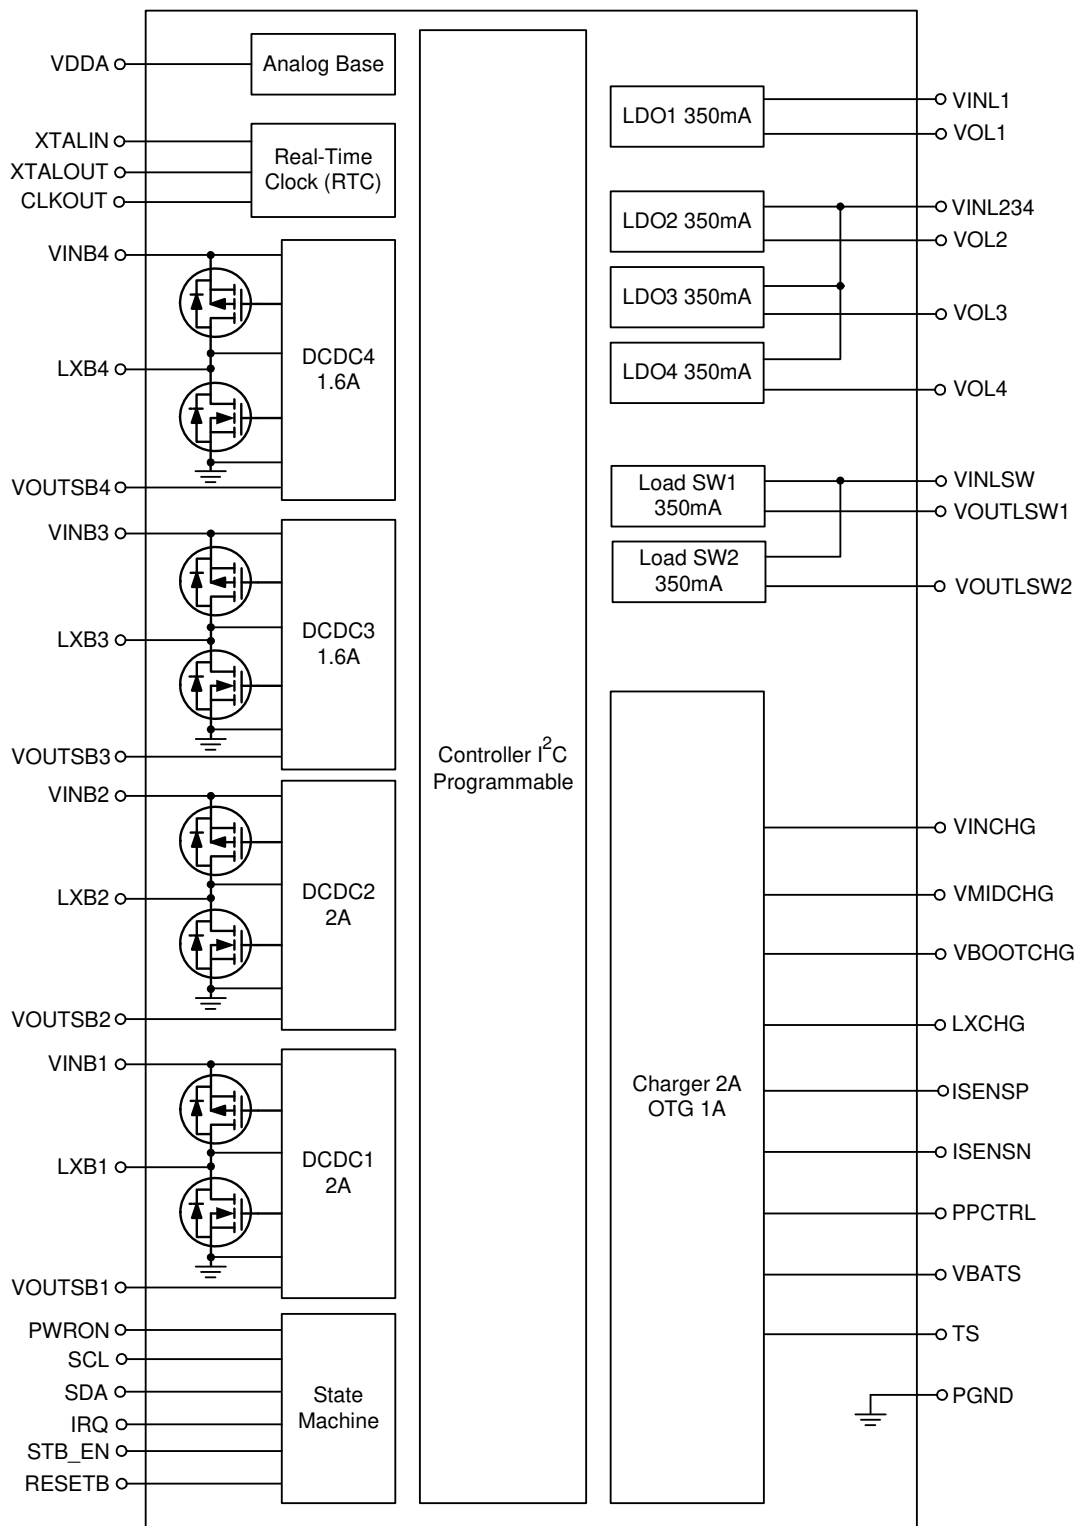 VDDA
Analog Base
XTALIN
XTALOUT
CLKOUT
Real-Time
Clock (RTC)
VINB4
LXB4
VOUTSB4
DCDC4
1.6A
VINB3
LXB3
VOUTSB3
DCDC3
1.6A
VINB2
LXB2
VOUTSB2
DCDC2
2A
VINB1
LXB1
VOUTSB1
DCDC1
2A
PWRON
SCL
SDA
IRQ
STB_EN
RESETB
State
Machine
Controller I²C
Programmable
LDO1 350mA
VINL1
VOL1
LDO2 350mA
VINL234
VOL2
LDO3 350mA
VOL3
LDO4 350mA
VOL4
Load SW1
350mA
VINLSW
VOUTLSW1
Load SW2
350mA
VOUTLSW2
Charger 2A
OTG 1A
VINCHG
VMIDCHG
VBOOTCHG
LXCHG
ISENSP
ISENSN
PPCTRL
VBATS
TS
PGND